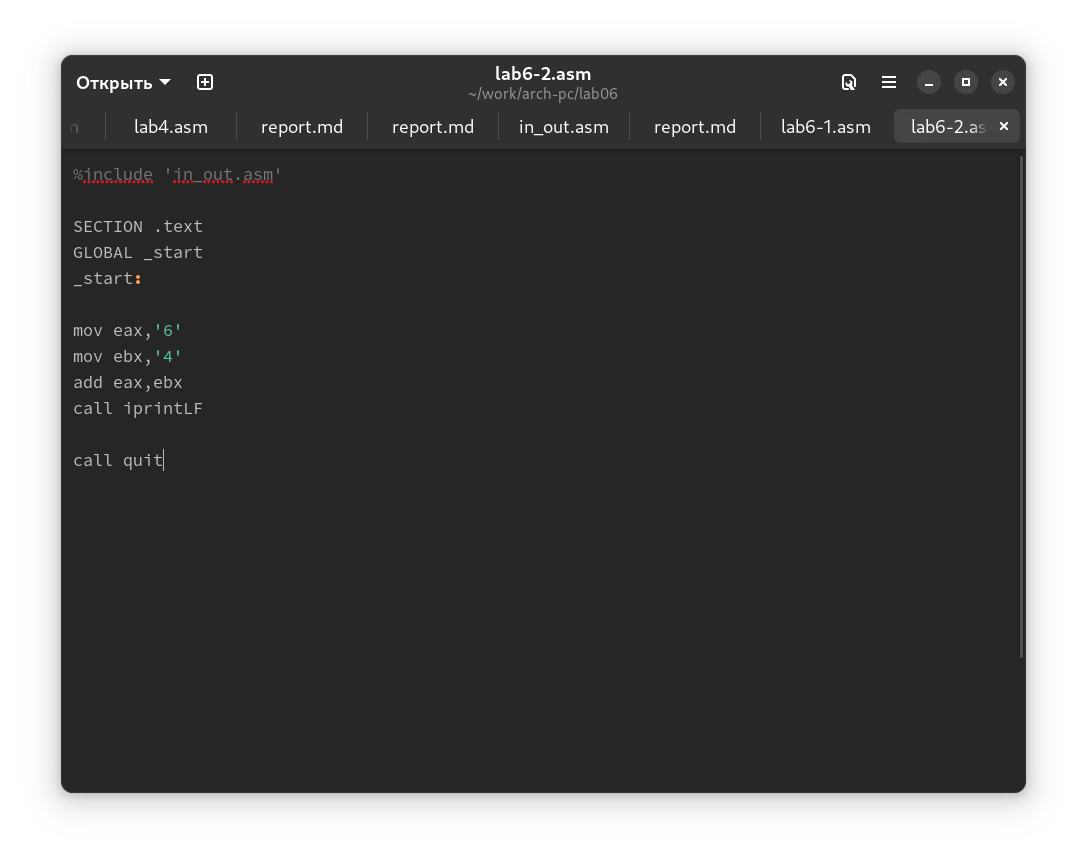 Открыть
lab6-2.asm
~/work/arch-pc/lab06
m lab4.asm report.md report.md in_out.asm report.md lab6-1.asm lab6-2.as
%include 'in_out.asm'
SECTION .text
GLOBAL _start
_start:
mov eax,'6'
mov ebx,'4'
add eax,ebx
call iprintLF
call quit